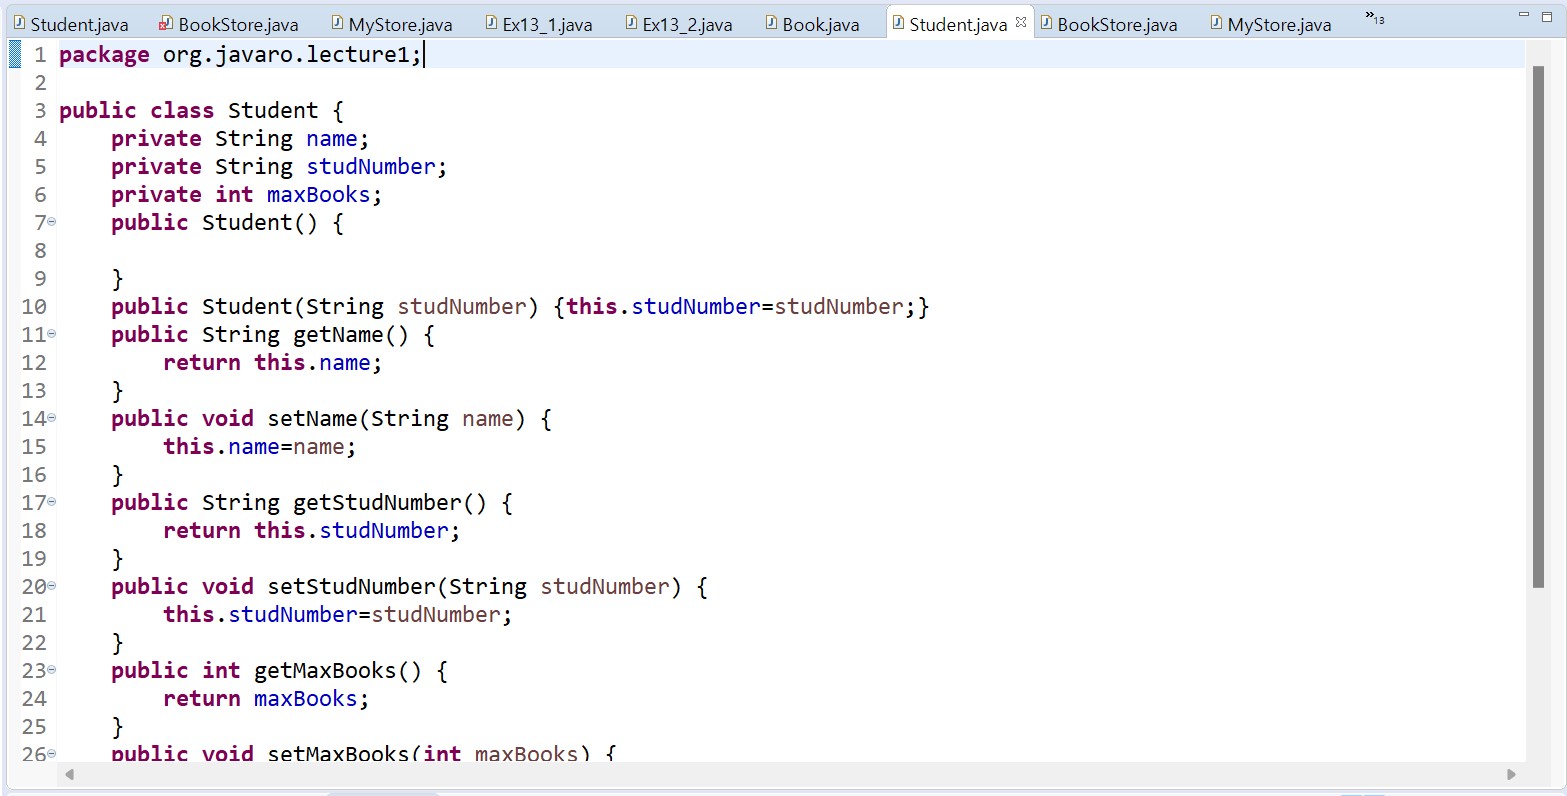 Student.java BookStore.java MyStore.java Ex13_1.java Ex13_2.java Book.java Student.java BookStore.java MyStore.java »13
1 package org.javaro.lecture1;
2
3 public class Student {
4     private String name;
5     private String studNumber;
6     private int maxBooks;
7     public Student() {
8
9     }
10     public Student(String studNumber) {this.studNumber=studNumber;}
11     public String getName() {
12         return this.name;
13     }
14     public void setName(String name) {
15         this.name=name;
16     }
17     public String getStudNumber() {
18         return this.studNumber;
19     }
20     public void setStudNumber(String studNumber) {
21         this.studNumber=studNumber;
22     }
23     public int getMaxBooks() {
24         return maxBooks;
25     }
26     public void setMaxBooks(int maxBooks) {